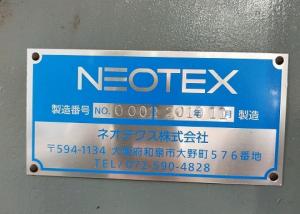 NEOTEX
製造番号 NO. 0001 2018年11月 製造
ネオテクス株式会社
〒594-1134 大阪府和泉市大野町576番地
TEL: 072-590-4828